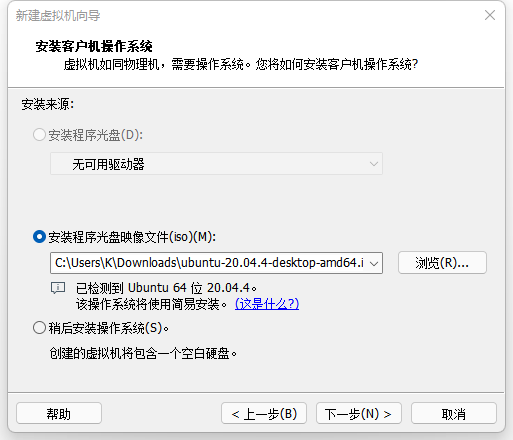 新建虚拟机向导
安装客户机操作系统
虚拟机如同物理机，需要操作系统。您将如何安装客户机操作系统?
安装来源:
安装程序光盘(D):
无可用驱动器
安装程序光盘映像文件(iso)(M):
C:\Users\K\Downloads\ubuntu-20.04.4-desktop-amd64.i
浏览(R)...
已检测到 Ubuntu 64 位 20.04.4。
该操作系统将使用简易安装。 (这是什么?)
稍后安装操作系统(S)。
创建的虚拟机将包含一个空白硬盘。
帮助
< 上一步(B)
下一步(N) >
取消